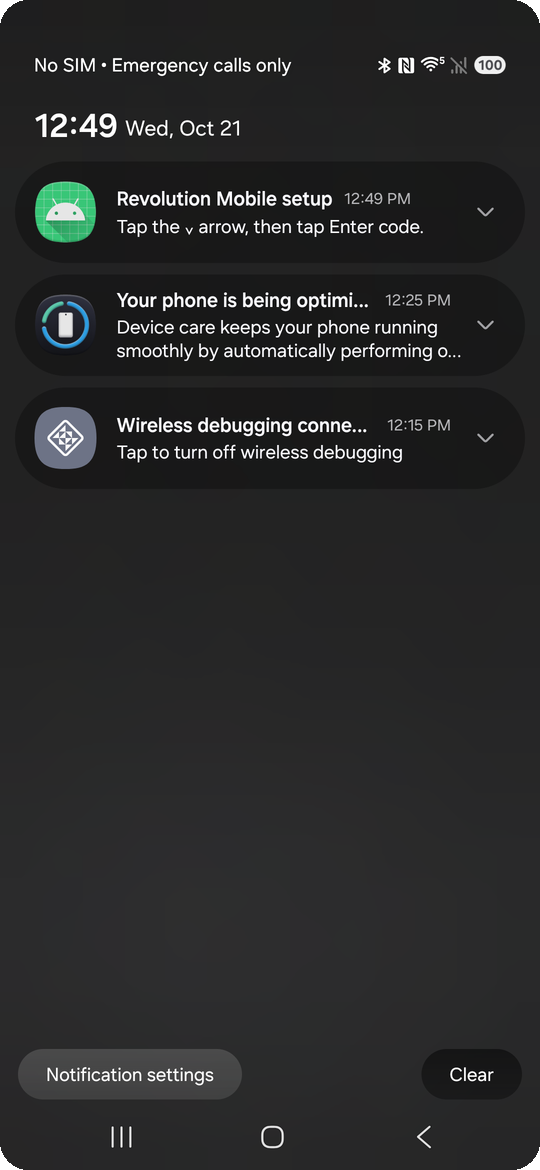 No SIM • Emergency calls only 5 100
12:49 Wed, Oct 21
Revolution Mobile setup 12:49 PM
Tap the ⌄ arrow, then tap Enter code.
Your phone is being optimi... 12:25 PM
Device care keeps your phone running
smoothly by automatically performing o...
Wireless debugging conne... 12:15 PM
Tap to turn off wireless debugging
Notification settings Clear